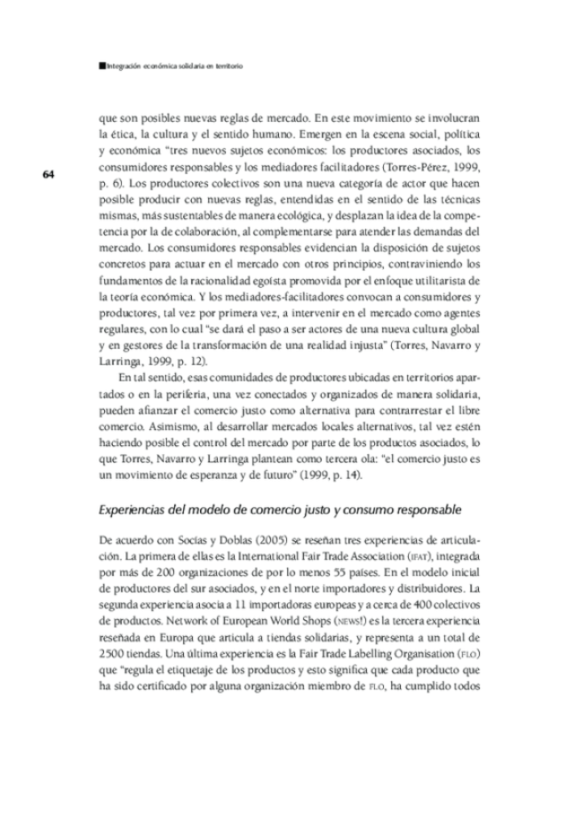 ■Integración económica solidaria en territorio
64
que son posibles nuevas reglas de mercado. En este movimiento se involucran
la ética, la cultura y el sentido humano. Emergen en la escena social, política
y económica "tres nuevos sujetos económicos: los productores asociados, los
consumidores responsables y los mediadores facilitadores (Torres-Pérez, 1999,
p. 6). Los productores colectivos son una nueva categoría de actor que hacen
posible producir con nuevas reglas, entendidas en el sentido de las técnicas
mismas, más sustentables de manera ecológica, y desplazan la idea de la compe-
tencia por la de colaboración, al complementarse para atender las demandas del
mercado. Los consumidores responsables evidencian la disposición de sujetos
concretos para actuar en el mercado con otros principios, contraviniendo los
fundamentos de la racionalidad egoísta promovida por el enfoque utilitarista de
la teoría económica. Y los mediadores-facilitadores convocan a consumidores y
productores, tal vez por primera vez, a intervenir en el mercado como agentes
regulares, con lo cual "se dará el paso a ser actores de una nueva cultura global
y en gestores de la transformación de una realidad injusta" (Torres, Navarro y
Larringa, 1999, p. 12).
En tal sentido, esas comunidades de productores ubicadas en territorios apar-
tados o en la periferia, una vez conectados y organizados de manera solidaria,
pueden afianzar el comercio justo como alternativa para contrarrestar el libre
comercio. Asimismo, al desarrollar mercados locales alternativos, tal vez estén
haciendo posible el control del mercado por parte de los productos asociados, lo
que Torres, Navarro y Larringa plantean como tercera ola: "el comercio justo es
un movimiento de esperanza y de futuro" (1999, p. 14).
Experiencias del modelo de comercio justo y consumo responsable
De acuerdo con Socías y Doblas (2005) se reseñan tres experiencias de articula-
ción. La primera de ellas es la International Fair Trade Association (IFAT), integrada
por más de 200 organizaciones de por lo menos 55 países. En el modelo inicial
de productores del sur asociados, y en el norte importadores y distribuidores. La
segunda experiencia asocia a 11 importadoras europeas y a cerca de 400 colectivos
de productos. Network of European World Shops (NEWS!) es la tercera experiencia
reseñada en Europa que articula a tiendas solidarias, y representa a un total de
2500 tiendas. Una última experiencia es la Fair Trade Labelling Organisation (FLO)
que "regula el etiquetaje de los productos y esto significa que cada producto que
ha sido certificado por alguna organización miembro de FLO, ha cumplido todos